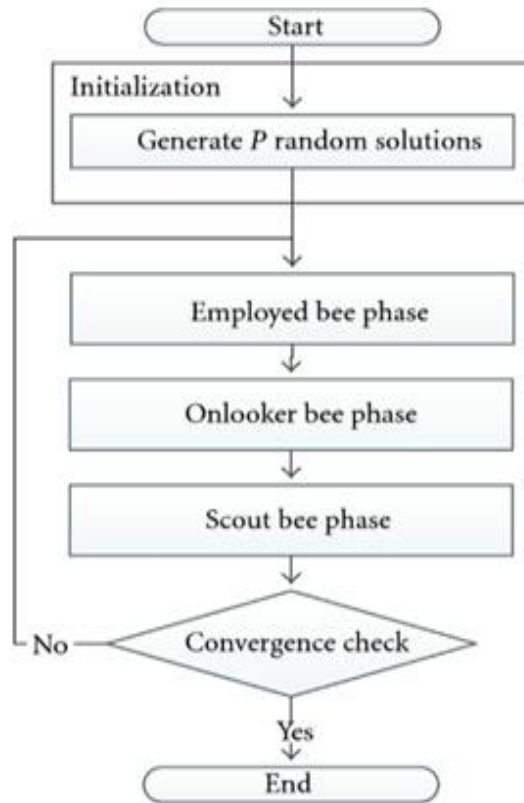 Start
Initialization
Generate P random solutions
Employed bee phase
Onlooker bee phase
Scout bee phase
Convergence check
No
Yes
End